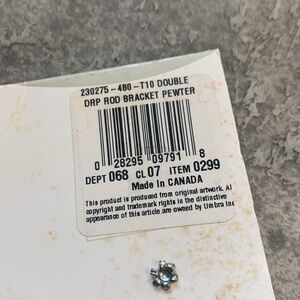 230275-480-T10 DOUBLE
DRP ROD BRACKET PEWTER
0 28295 09791 8
DEPT 068 CL 07 ITEM 0299
Made in CANADA
This product is produced from original artwork. Al
copyright and trademark rights in the distinctive
appearance of this article are owned by Umbra Inc